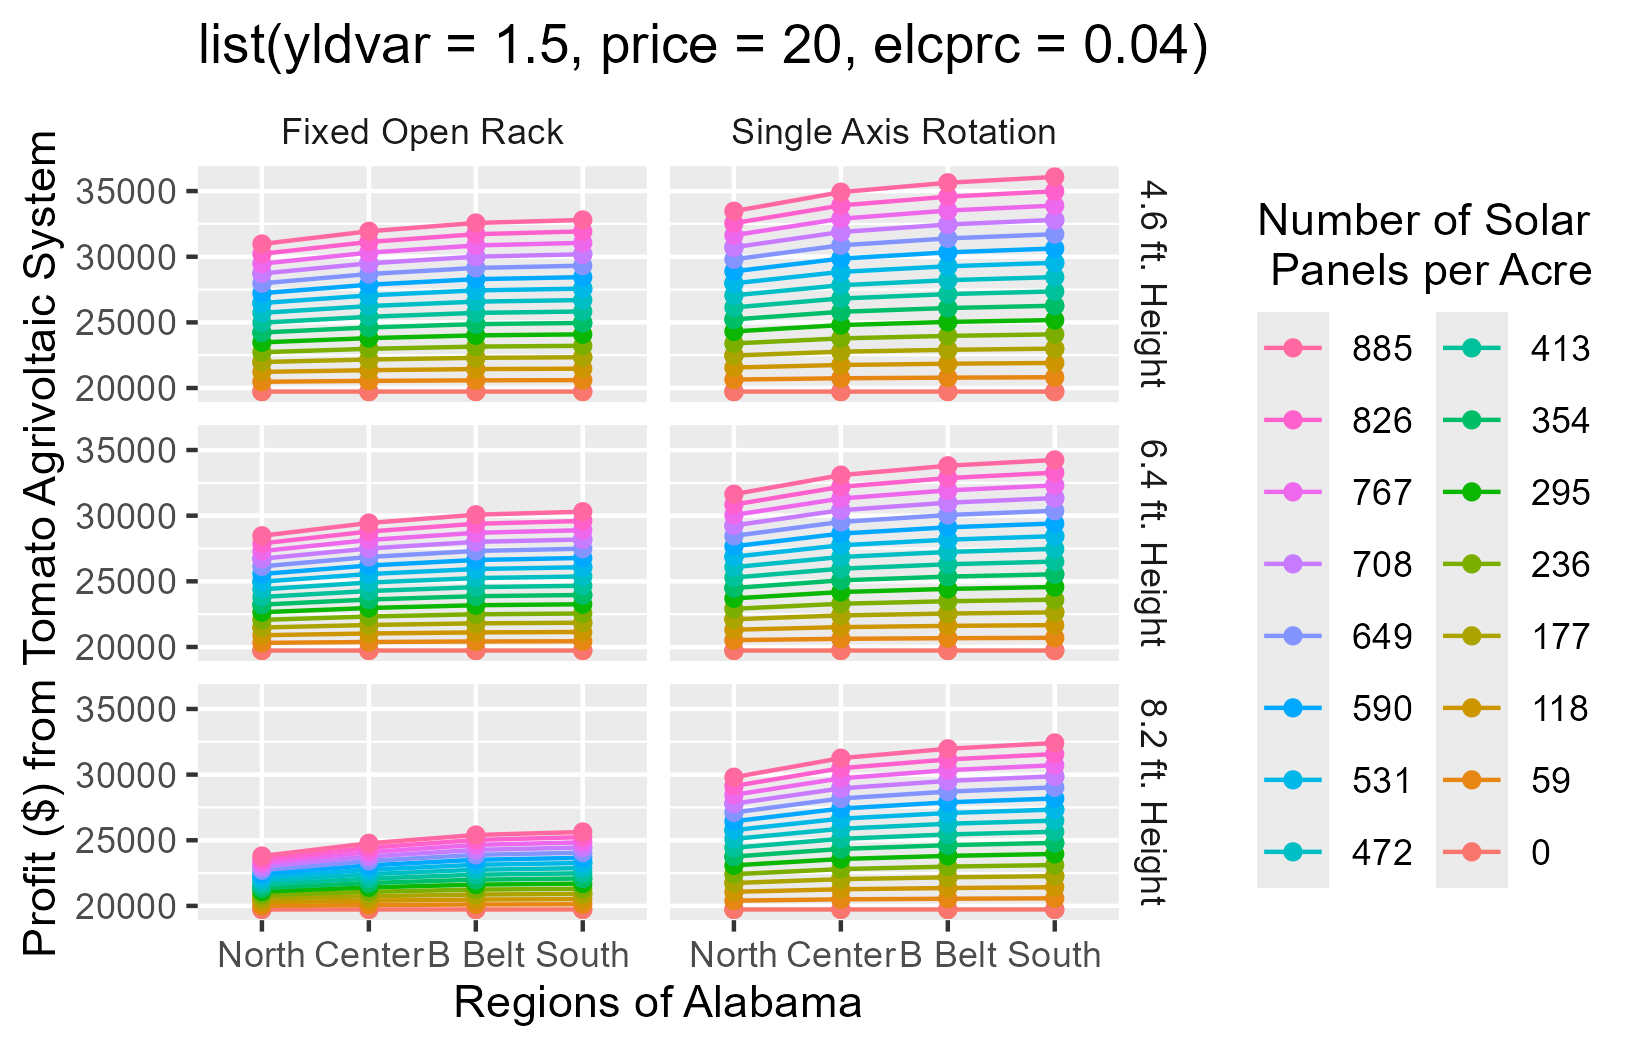 list(yldvar = 1.5, price = 20, elcprc = 0.04)
Fixed Open Rack
Single Axis Rotation
Profit ($) from Tomato Agrivoltaic System
35000
30000
25000
20000
4.6 ft. Height
35000
30000
25000
20000
6.4 ft. Height
35000
30000
25000
20000
8.2 ft. Height
North Center B Belt South
North Center B Belt South
Regions of Alabama
Number of Solar
Panels per Acre
885
826
767
708
649
590
531
472
413
354
295
236
177
118
59
0